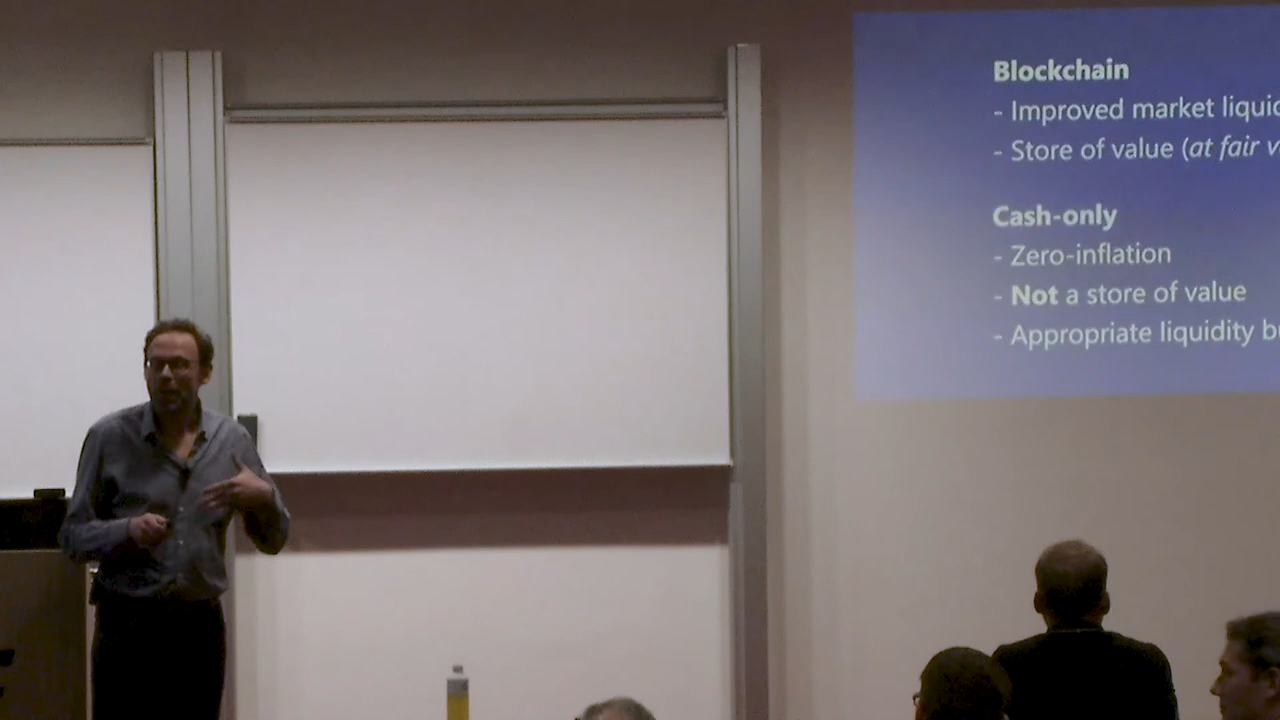 Blockchain
- Improved market
- Store of value (at fair
Cash-only
- Zero-inflation
- Not a store of value
- Appropriate liquidity